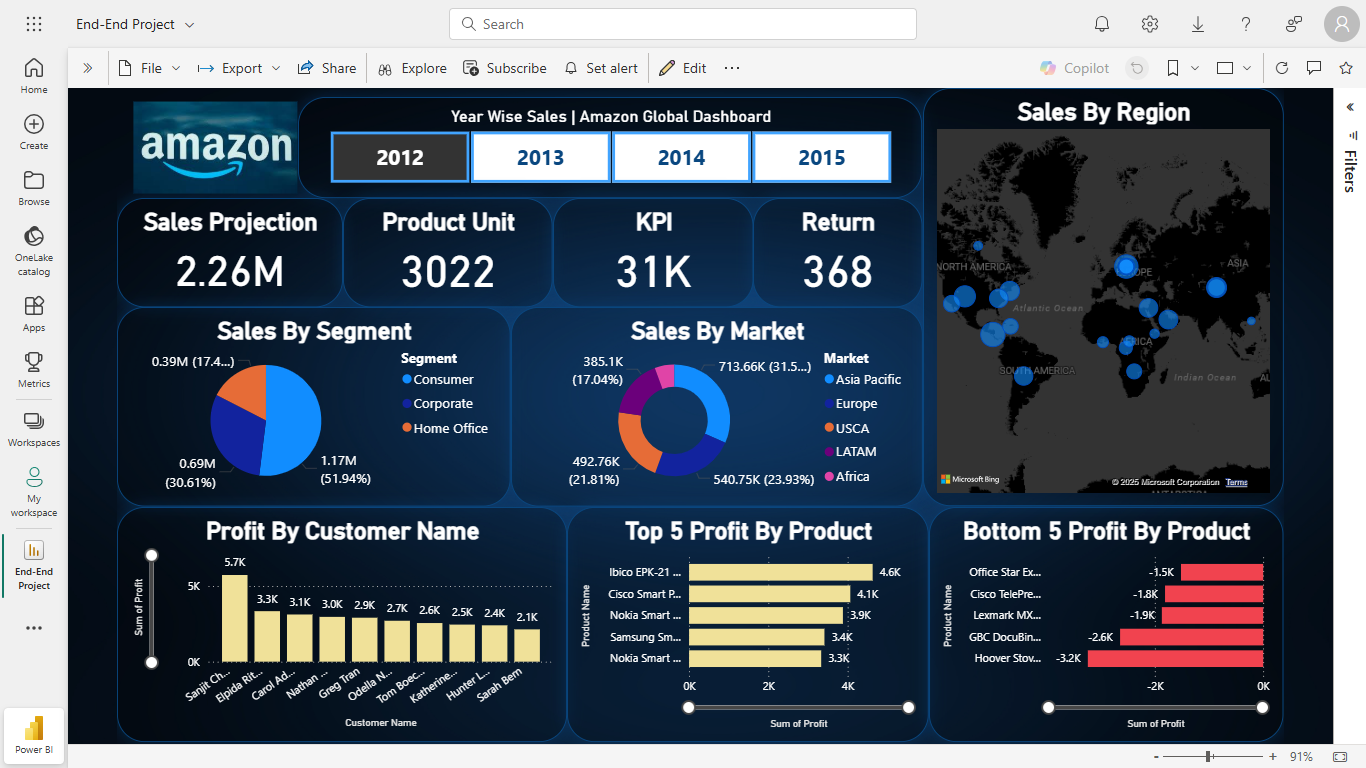 End-End Project
Search
Home
Create
Browse
OneLake
catalog
Apps
Metrics
Workspaces
My
workspace
End-End
Project
Power BI
File
Export
Share
Explore
Subscribe
Set alert
Edit
Copilot
Filters
amazon
Year Wise Sales | Amazon Global Dashboard
2012
2013
2014
2015
Sales Projection
2.26M
Product Unit
3022
KPI
31K
Return
368
Sales By Region
NORTH AMERICA
ASIA
Atlantic Ocean
SOUTH AMERICA
Indian Ocean
Microsoft Bing
© 2025 Microsoft Corporation Terms
Sales By Segment
0.39M (17.4...)
0.69M
(30.61%)
1.17M
(51.94%)
Segment
Consumer
Corporate
Home Office
Sales By Market
385.1K
(17.04%)
713.66K (31.5...)
492.76K
(21.81%)
540.75K (23.93%)
Market
Asia Pacific
Europe
USCA
LATAM
Africa
Profit By Customer Name
Sum of Profit
5K
0K
5.7K
3.3K
3.1K
3.0K
2.9K
2.7K
2.6K
2.5K
2.4K
2.1K
Sanjit Ch...
Elpida Rit...
Carol Ad...
Nathan ...
Greg Tran
Odella N...
Tom Boec...
Katherine...
Hunter L...
Sarah Bern
Customer Name
Top 5 Profit By Product
Product Name
Ibico EPK-21 ... 4.6K
Cisco Smart P... 4.1K
Nokia Smart ... 3.9K
Samsung Sm... 3.4K
Nokia Smart ... 3.3K
0K 2K 4K
Sum of Profit
Bottom 5 Profit By Product
Product Name
Office Star Ex... -1.5K
Cisco TelePre... -1.8K
Lexmark MX... -1.9K
GBC DocuBin... -2.6K
Hoover Stov... -3.2K
-2K 0K
Sum of Profit
91%